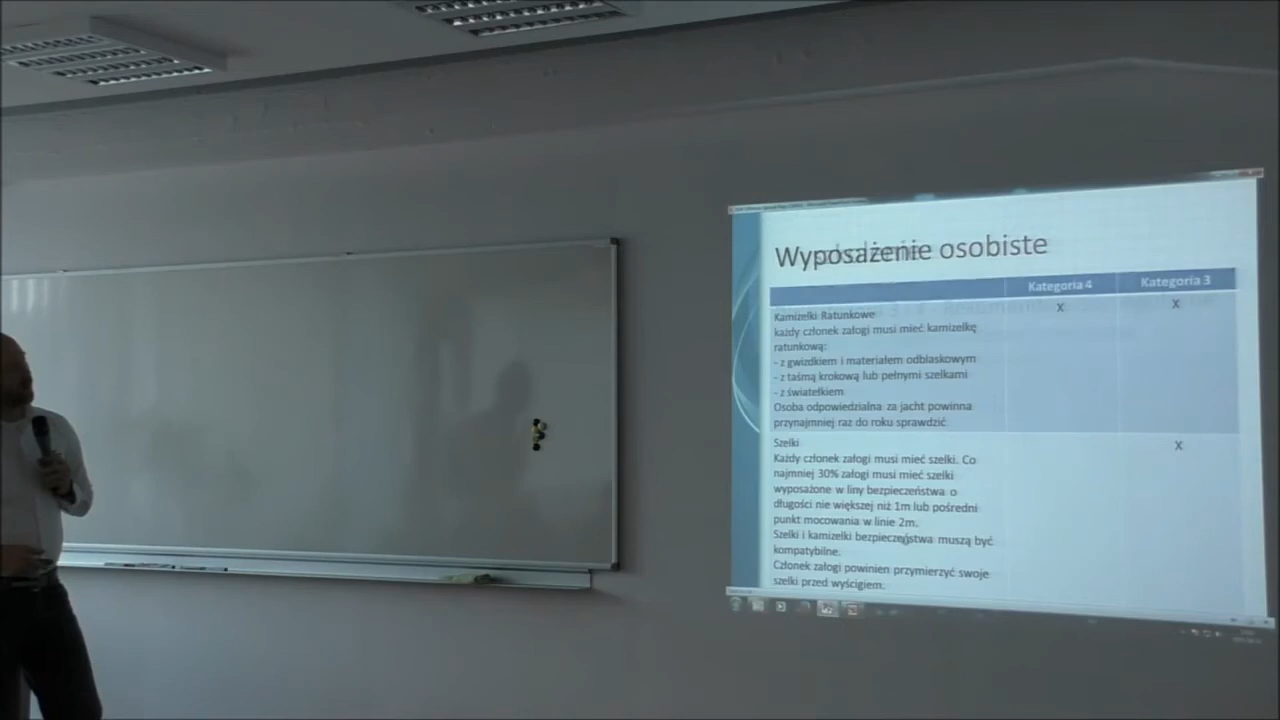 Wyposażenie osobiste
Kategoria 4 Kategoria 3
Kamizelki Ratunkowe X X
każdy członek załogi musi mieć kamizelkę
ratunkową:
- z gwizdkiem i materiałem odblaskowym
- z taśmą krokową lub pełnymi szelkami
- z światełkiem
Osoba odpowiedzialna za jacht powinna
przynajmniej raz do roku sprawdzić
Szelki X
Każdy członek załogi musi mieć szelki. Co
najmniej 30% załogi musi mieć szelki
wyposażone w liny bezpieczeństwa o
długości nie większej niż 1m lub pośredni
punkt mocowania w linie 2m.
Szelki i kamizelki bezpieczeństwa muszą być
kompatybilne.
Członek załogi powinien przymierzyć swoje
szelki przed wyścigiem.